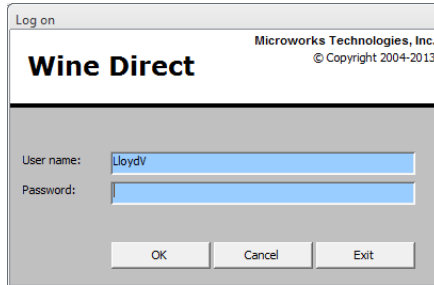 Log on
Microworks Technologies, Inc.
© Copyright 2004-2013
Wine Direct
User name: LloydV
Password:
OK Cancel Exit